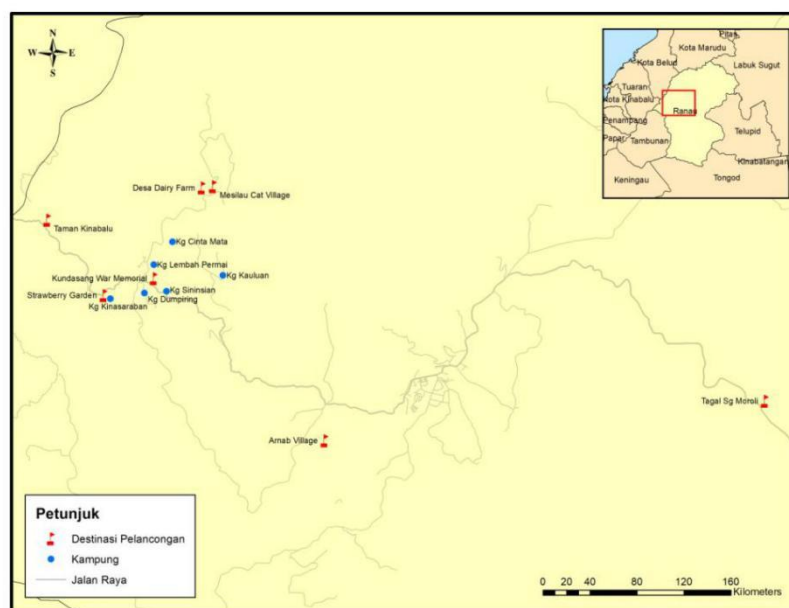 N
W E
S
Pitas
Kota Marudu
Kota Belud
Labuk Sugut
Tuaran
Kota Kinabalu
Ranau
Penampang
Papar
Tambunan
Telupid
Kinabatangan
Keningau
Tongod
Desa Dairy Farm
Mesilau Cat Village
Taman Kinabalu
Kg Cinta Mata
Kg Lembah Permai
Kundasang War Memorial
Kg Kauluan
Strawberry Garden
Kg Sininsian
Kg Kinasaraban
Kg Dumpiring
Tagal Sg Moroli
Arnab Village
Petunjuk
Destinasi Pelancongan
Kampung
Jalan Raya
0 10 20 40 80 120 160
Kilometers